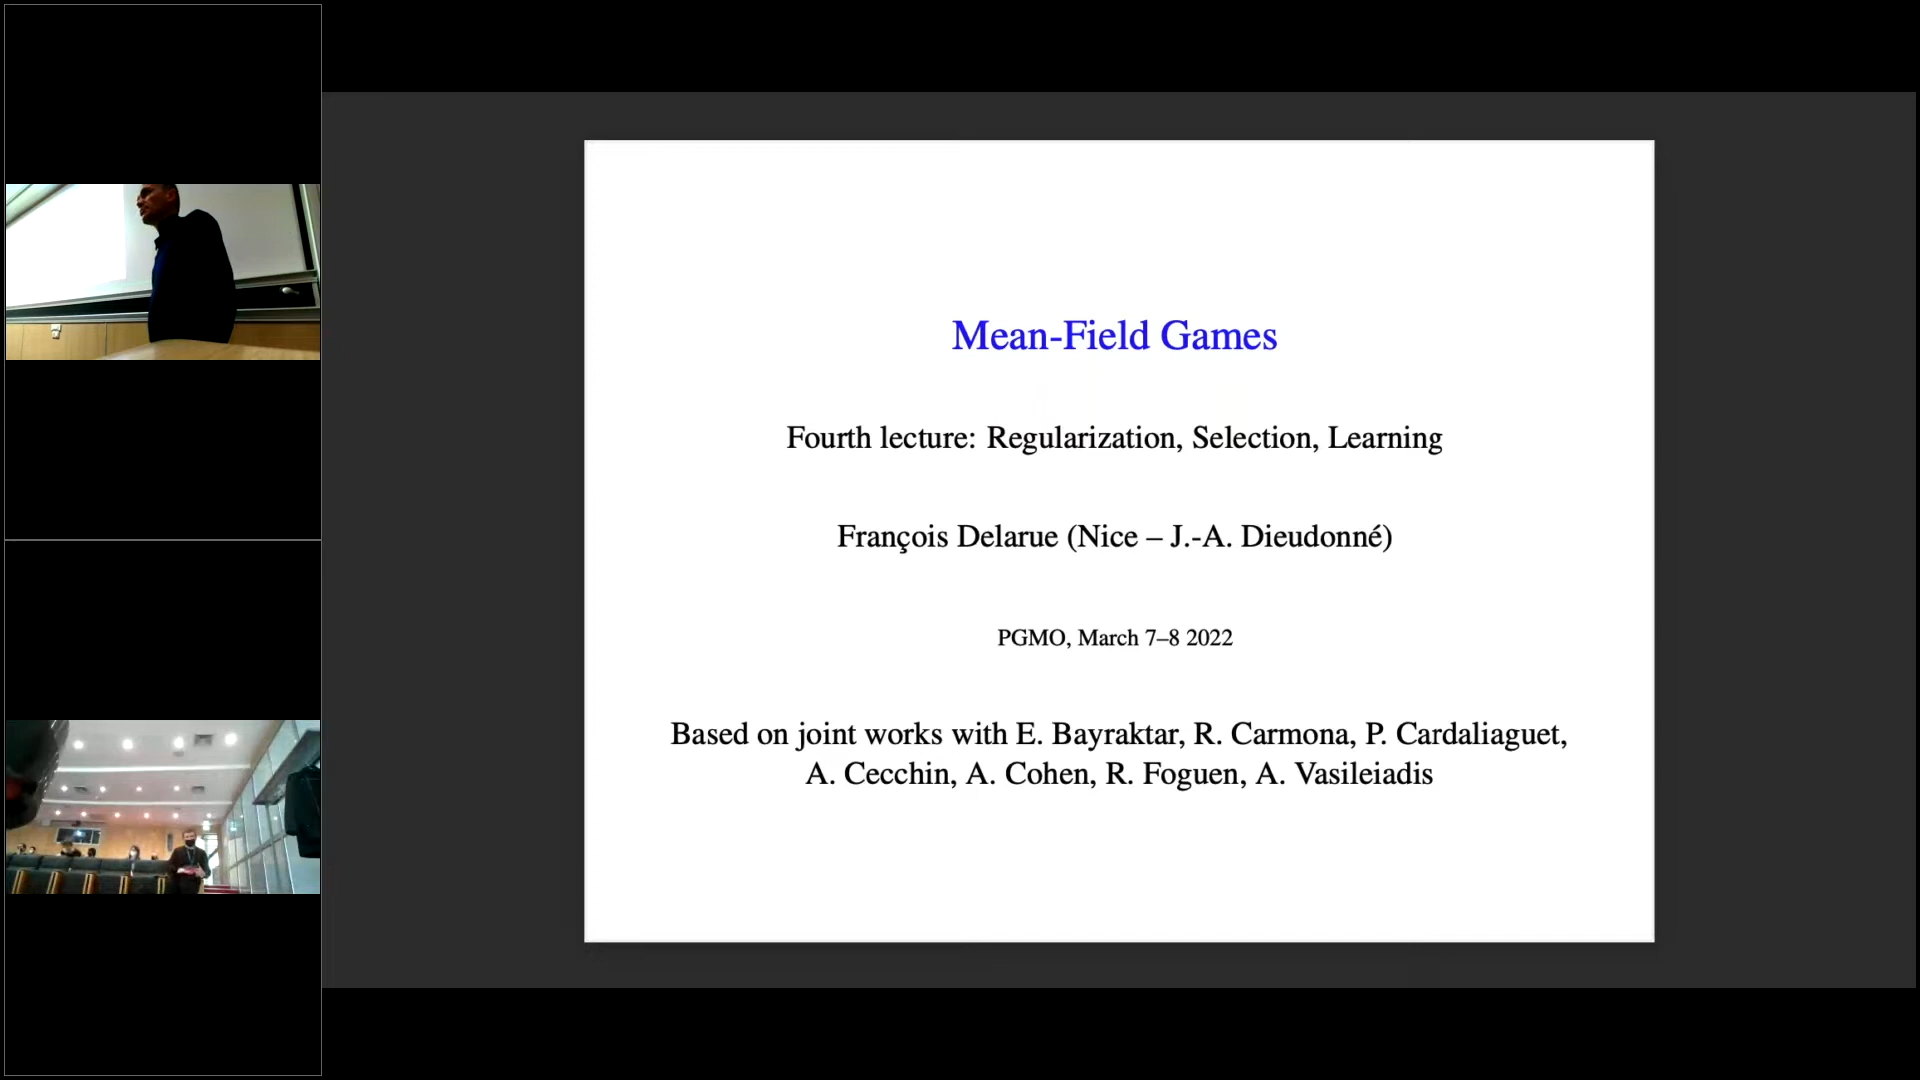 Mean-Field Games
Fourth lecture: Regularization, Selection, Learning
François Delarue (Nice – J.-A. Dieudonné)
PGMO, March 7–8 2022
Based on joint works with E. Bayraktar, R. Carmona, P. Cardaliaguet,
A. Cecchin, A. Cohen, R. Foguen, A. Vasileiadis